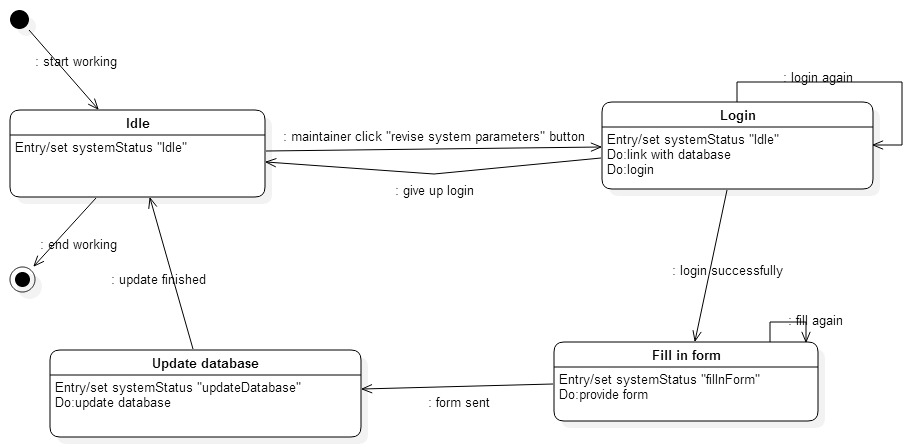 : start working
: login again
Idle
Entry/set systemStatus "Idle"
: maintainer click "revise system parameters" button
Login
Entry/set systemStatus "Idle"
Do:link with database
Do:login
: give up login
: end working
: update finished
: login successfully
: fill again
Update database
Entry/set systemStatus "updateDatabase"
Do:update database
: form sent
Fill in form
Entry/set systemStatus "fillnForm"
Do:provide form